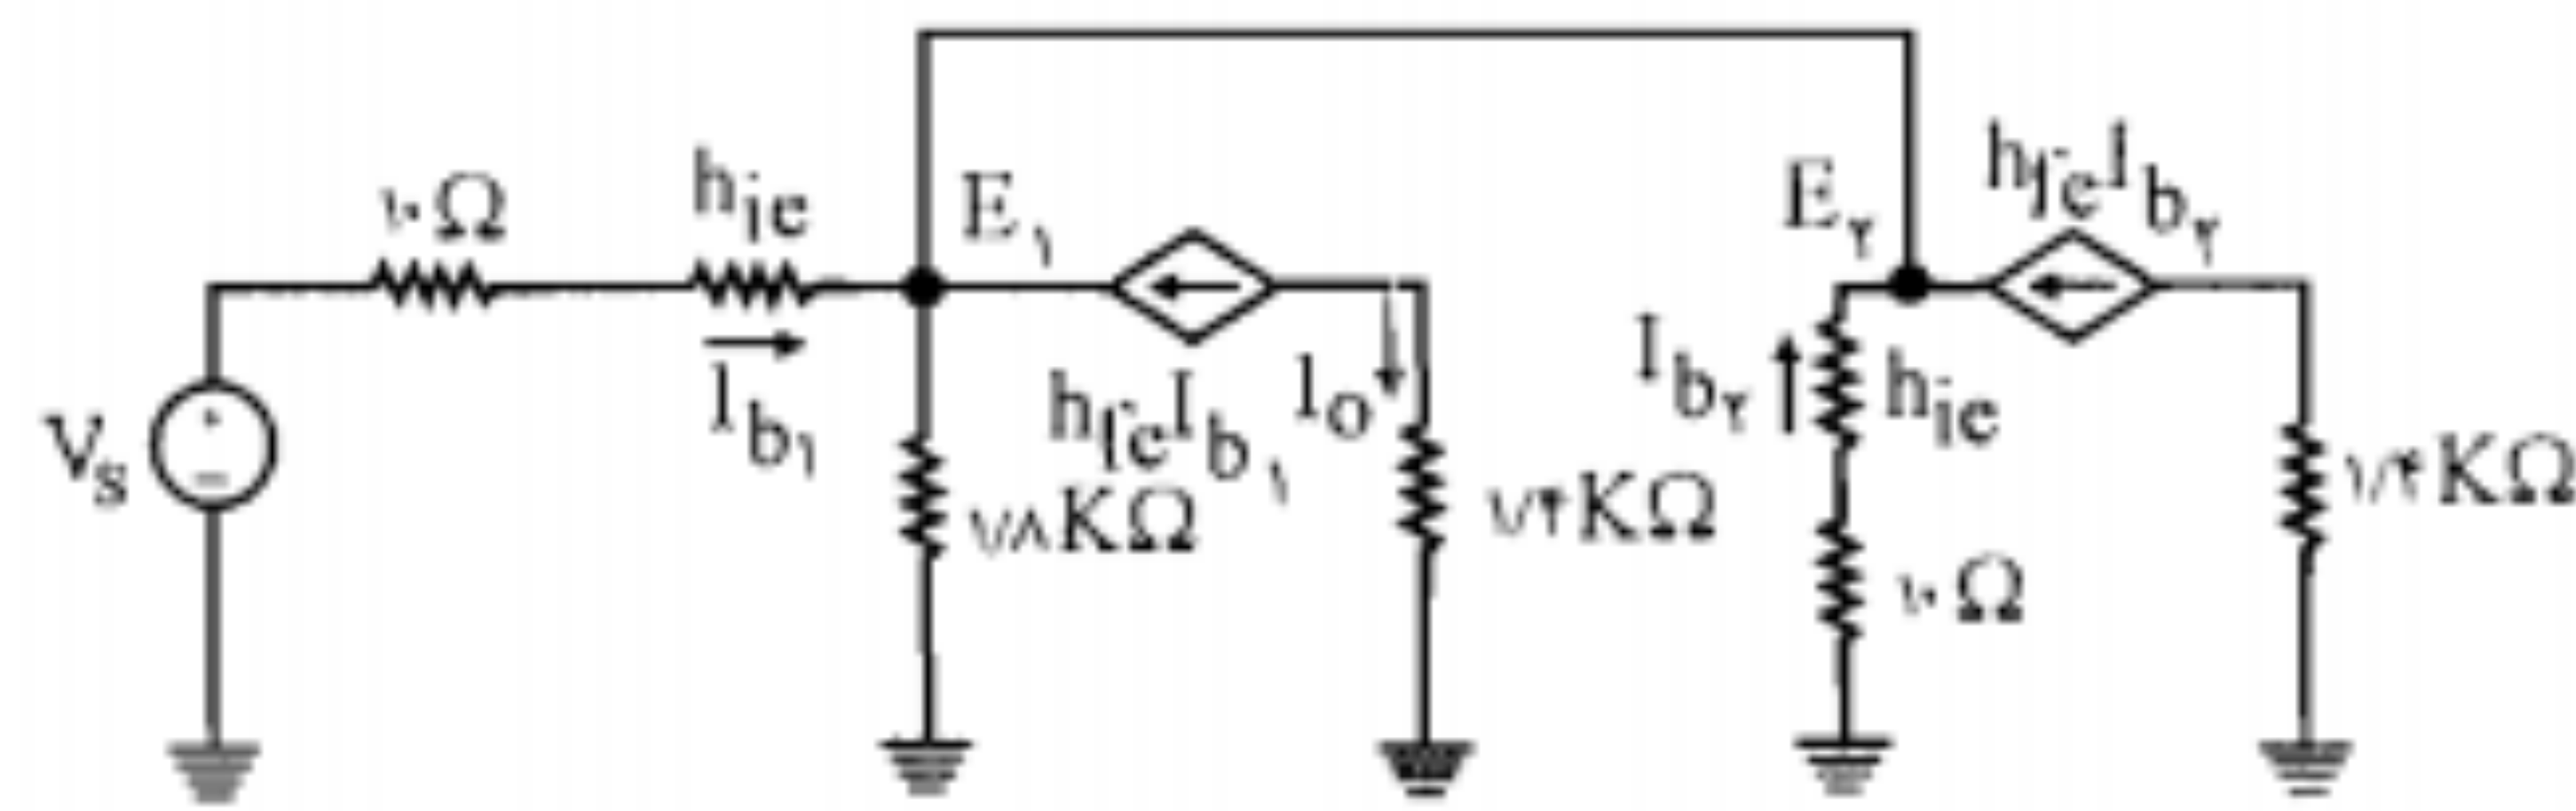 ۱۰Ω
hie
E۱
E۲
hfeIb۲
Vs
+
−
Ib۱
hfeIb۱
Io
Ib۲
hie
۱/۸KΩ
۱/۲KΩ
۱/۲KΩ
۱۰Ω